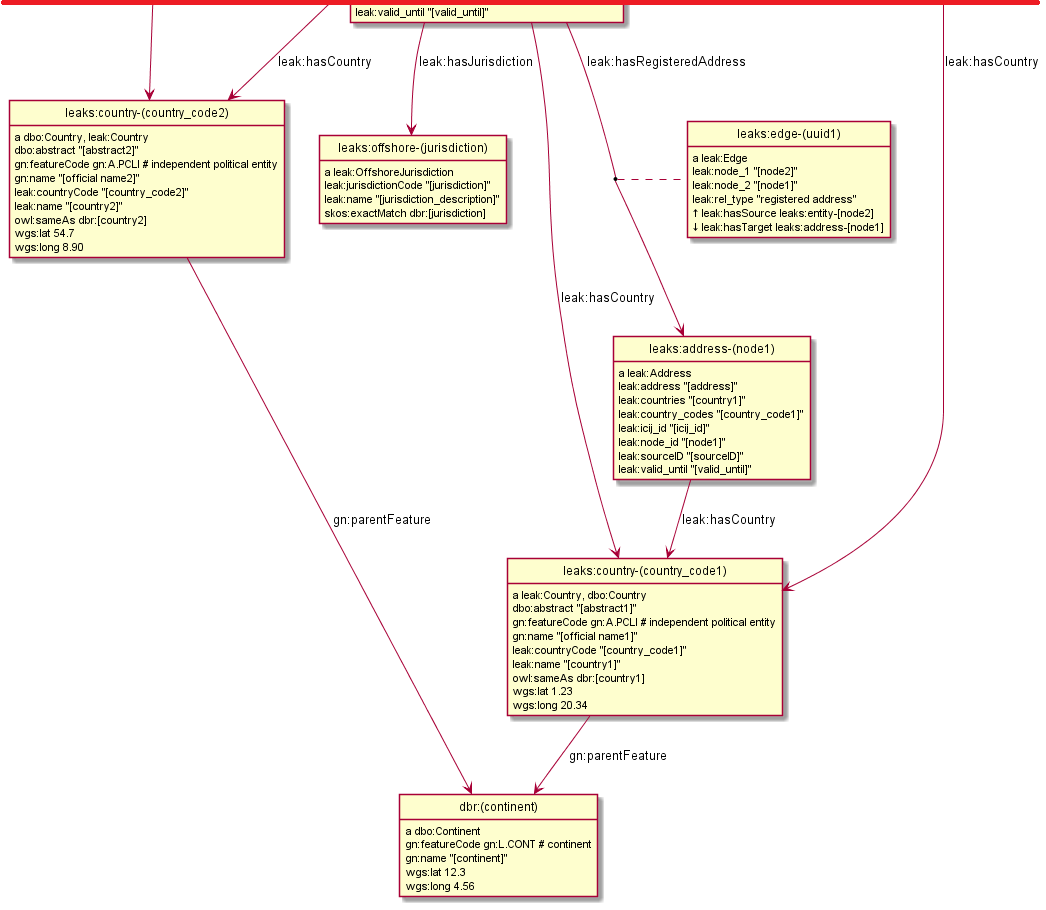 leak:valid_until "[valid_until]"
leak:hasCountry
leak:hasJurisdiction
leak:hasRegisteredAddress
leak:hasCountry
leaks:country-(country_code2)
a dbo:Country, leak:Country
dbo:abstract "[abstract2]"
gn:featureCode gn:A.PCLI # independent political entity
gn:name "[official name2]"
leak:countryCode "[country_code2]"
leak:name "[country2]"
owl:sameAs dbr:[country2]
wgs:lat 54.7
wgs:long 8.90
leaks:offshore-(jurisdiction)
a leak:OffshoreJurisdiction
leak:jurisdictionCode "[jurisdiction]"
leak:name "[jurisdiction_description]"
skos:exactMatch dbr:[jurisdiction]
leaks:edge-(uuid1)
a leak:Edge
leak:node_1 "[node2]"
leak:node_2 "[node1]"
leak:rel_type "registered address"
↑ leak:hasSource leaks:entity-[node2]
↓ leak:hasTarget leaks:address-[node1]
leak:hasCountry
leaks:address-(node1)
a leak:Address
leak:address "[address]"
leak:countries "[country1]"
leak:country_codes "[country_code1]"
leak:icij_id "[icij_id]"
leak:node_id "[node1]"
leak:sourceID "[sourceID]"
leak:valid_until "[valid_until]"
gn:parentFeature
leak:hasCountry
leaks:country-(country_code1)
a leak:Country, dbo:Country
dbo:abstract "[abstract1]"
gn:featureCode gn:A.PCLI # independent political entity
gn:name "[official name1]"
leak:countryCode "[country_code1]"
leak:name "[country1]"
owl:sameAs dbr:[country1]
wgs:lat 1.23
wgs:long 20.34
gn:parentFeature
dbr:(continent)
a dbo:Continent
gn:featureCode gn:L.CONT # continent
gn:name "[continent]"
wgs:lat 12.3
wgs:long 4.56